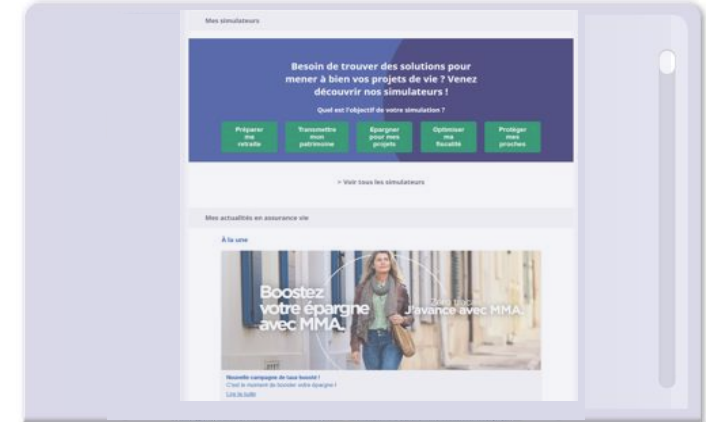 Mes simulateurs
Besoin de trouver des solutions pour
mener à bien vos projets de vie ? Venez
découvrir nos simulateurs !
Quel est l'objectif de votre simulation ?
Préparer
ma
retraite
Transmettre
mon
patrimoine
Épargner
pour mes
projets
Optimiser
ma
fiscalité
Protéger
mes
proches
> Voir tous les simulateurs
Mes actualités en assurance vie
À la une
Boostez
votre épargne
avec MMA.
Zéro tracas
J'avance avec MMA.
Nouvelle campagne de taux boosté !
C'est le moment de booster votre épargne !
Lire la suite